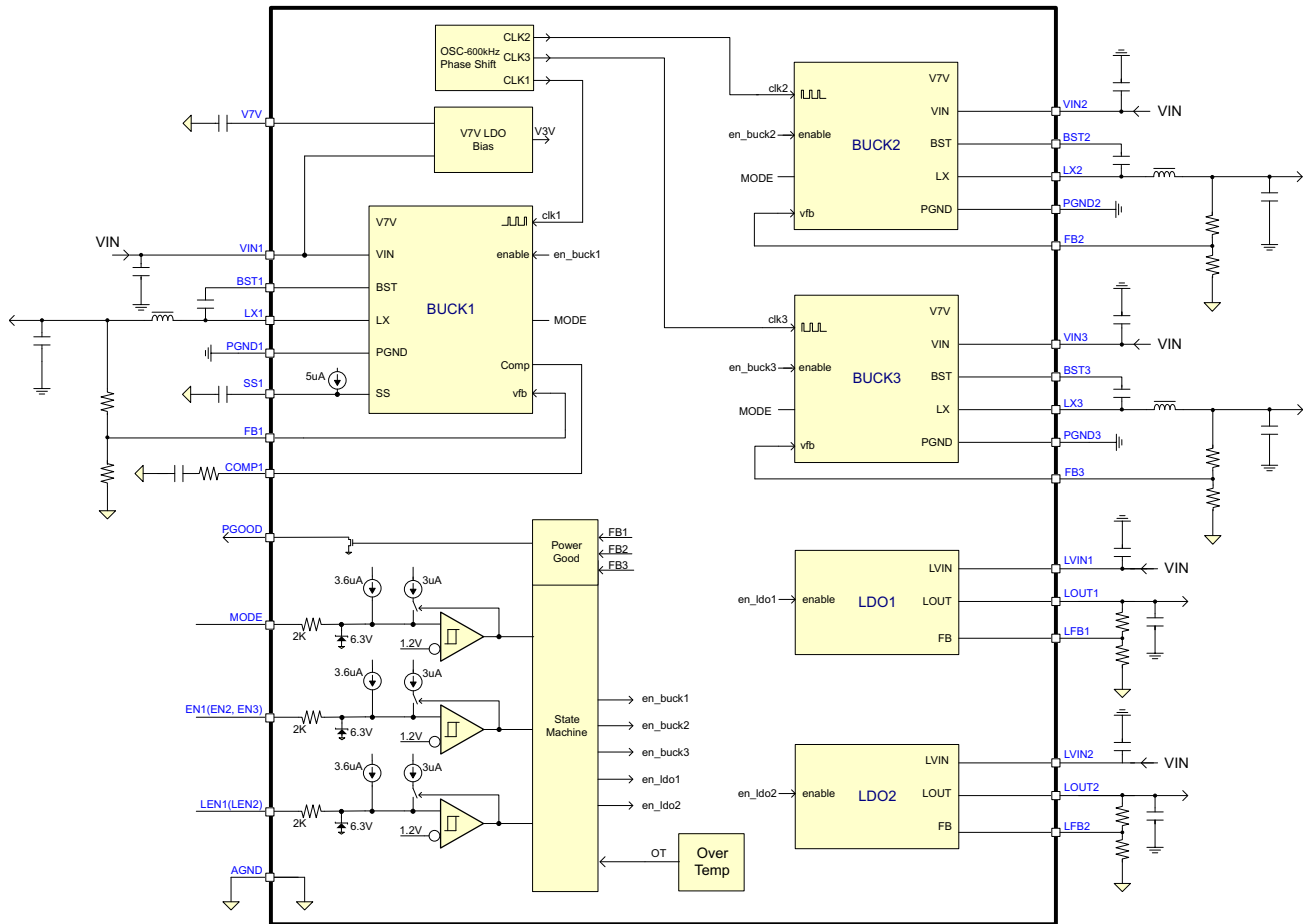 CLK2
OSC-600kHz
Phase Shift
CLK3
CLK1
V7V
V7V LDO
Bias
V3V
V7V
clk1
VIN
VIN1
VIN
enable
en_buck1
BST1
BST
BUCK1
LX1
LX
MODE
PGND1
PGND
Comp
5uA
SS1
SS
vfb
FB1
COMP1
V7V
clk2
VIN
VIN2
VIN
en_buck2
enable
BST
BST2
BUCK2
MODE
LX
LX2
PGND
PGND2
vfb
FB2
V7V
clk3
VIN
VIN3
VIN
en_buck3
enable
BST
BST3
BUCK3
MODE
LX
LX3
PGND
PGND3
vfb
FB3
PGOOD
Power
Good
FB1
FB2
FB3
3.6uA
3uA
MODE
2K
6.3V
1.2V
3.6uA
3uA
EN1(EN2, EN3)
2K
6.3V
1.2V
3.6uA
3uA
LEN1(LEN2)
2K
6.3V
1.2V
State
Machine
en_buck1
en_buck2
en_buck3
en_ldo1
en_ldo2
OT
Over
Temp
AGND
LVIN
LVIN1
VIN
en_ldo1
enable
LDO1
LOUT
LOUT1
FB
LFB1
LVIN
LVIN2
VIN
en_ldo2
enable
LDO2
LOUT
LOUT2
FB
LFB2